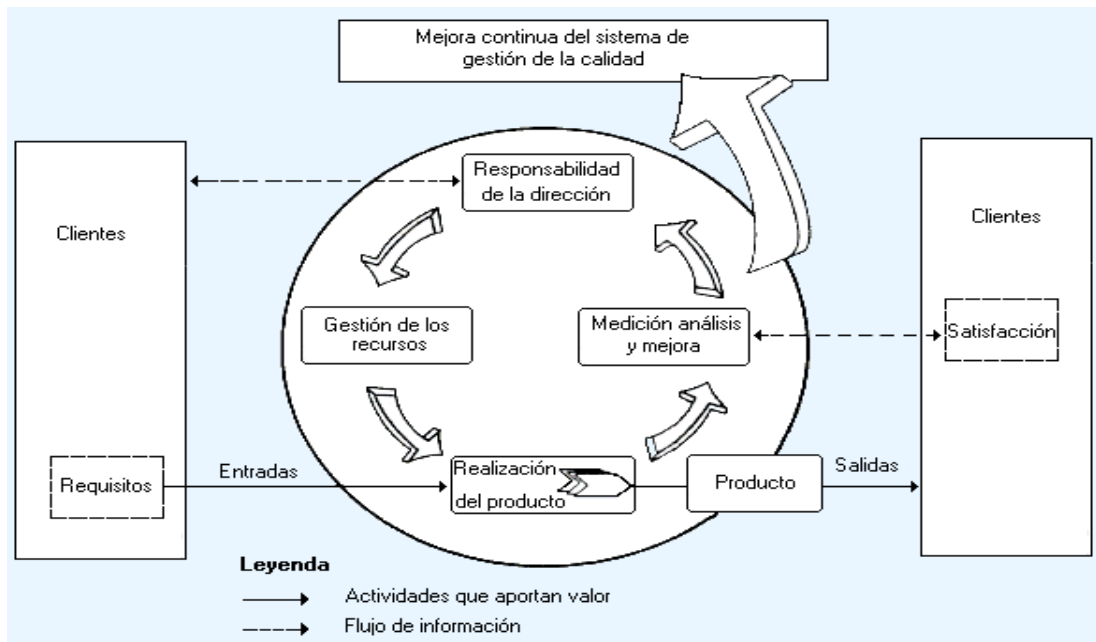 Mejora continua del sistema de
gestión de la calidad
Responsabilidad
de la dirección
Clientes
Clientes
Gestión de los
recursos
Medición análisis
y mejora
Satisfacción
Requisitos
Entradas
Realización
del producto
Producto
Salidas
Leyenda
Actividades que aportan valor
Flujo de información